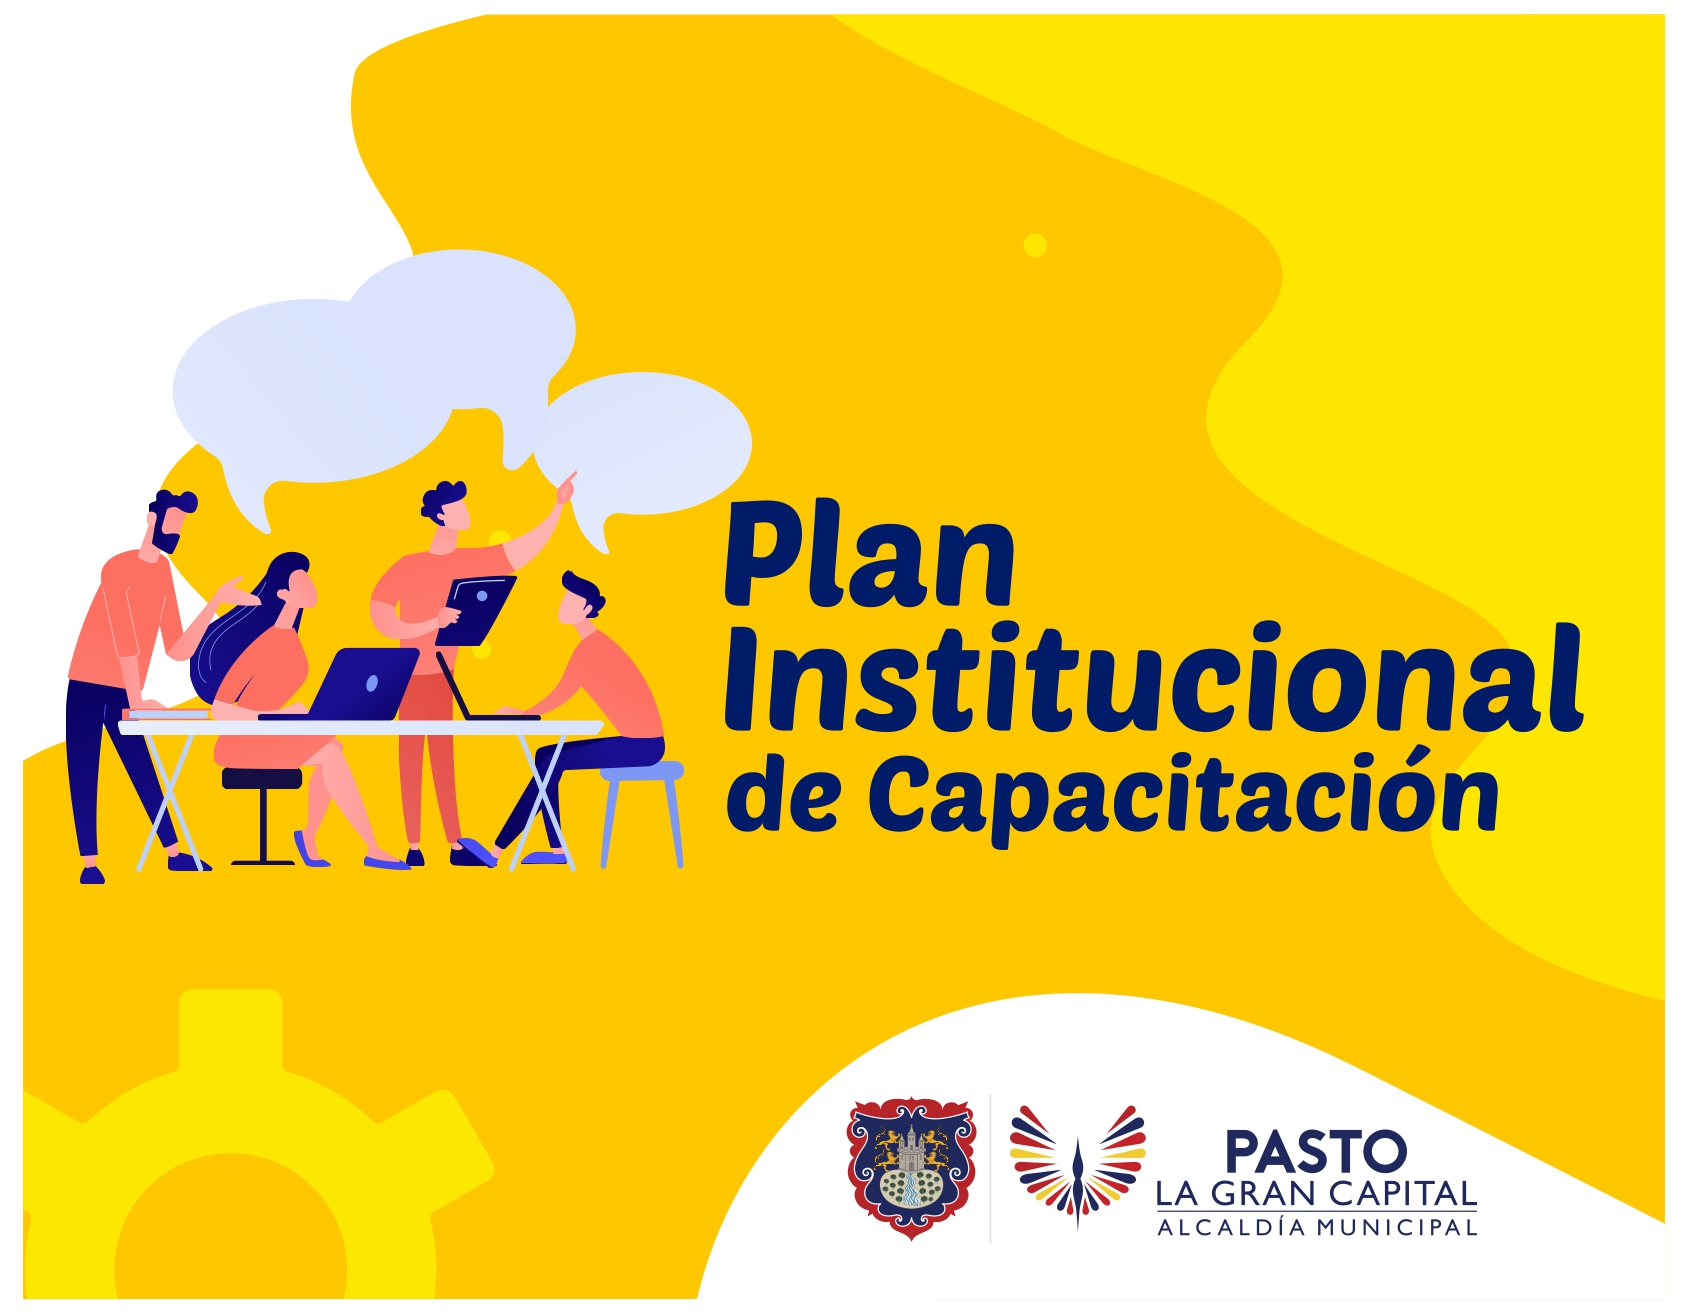 Plan
Institucional
de Capacitación
PASTO
LA GRAN CAPITAL
ALCALDÍA MUNICIPAL